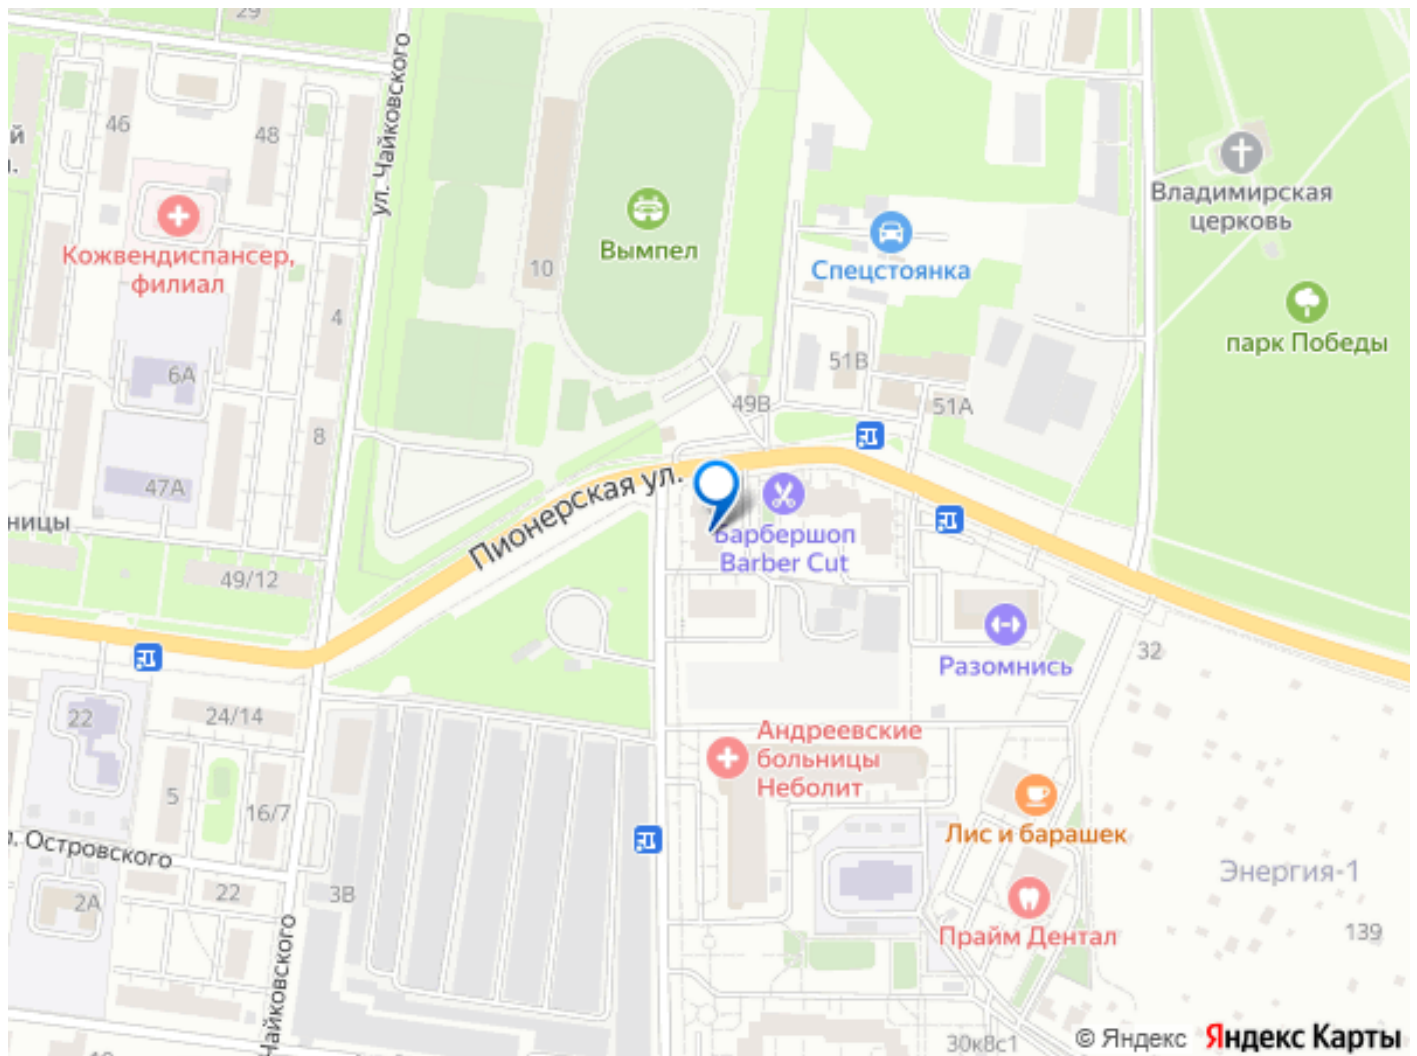 29
ул. Чайковского
46
48
й
Кожвендиспансер,
филиал
4
10
Вымпел
Спецстоянка
Владимирская
церковь
парк Победы
6А
8
47А
51В
49В
51А
ницы
Пионерская ул.
49/12
Барбершоп
Barber Cut
Разомнись
32
22
24/14
5
16/7
Андреевские
больницы
Неболит
Лис и барашек
Островского
22
2А
3В
Чайковского
Энергия-1
139
Прайм Дентал
30к8с1
© Яндекс Яндекс Карты